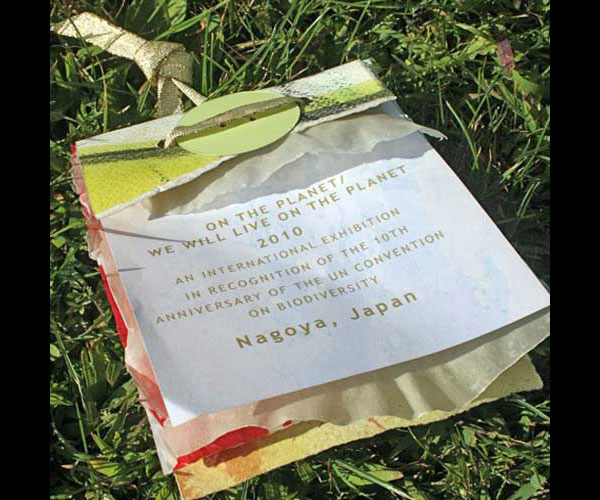 ON THE PLANET/
WE WILL LIVE ON THE PLANET
2010
AN INTERNATIONAL EXHIBITION
IN RECOGNITION OF THE 10TH
ANNIVERSARY OF THE UN CONVENTION
ON BIODIVERSITY
Nagoya, Japan